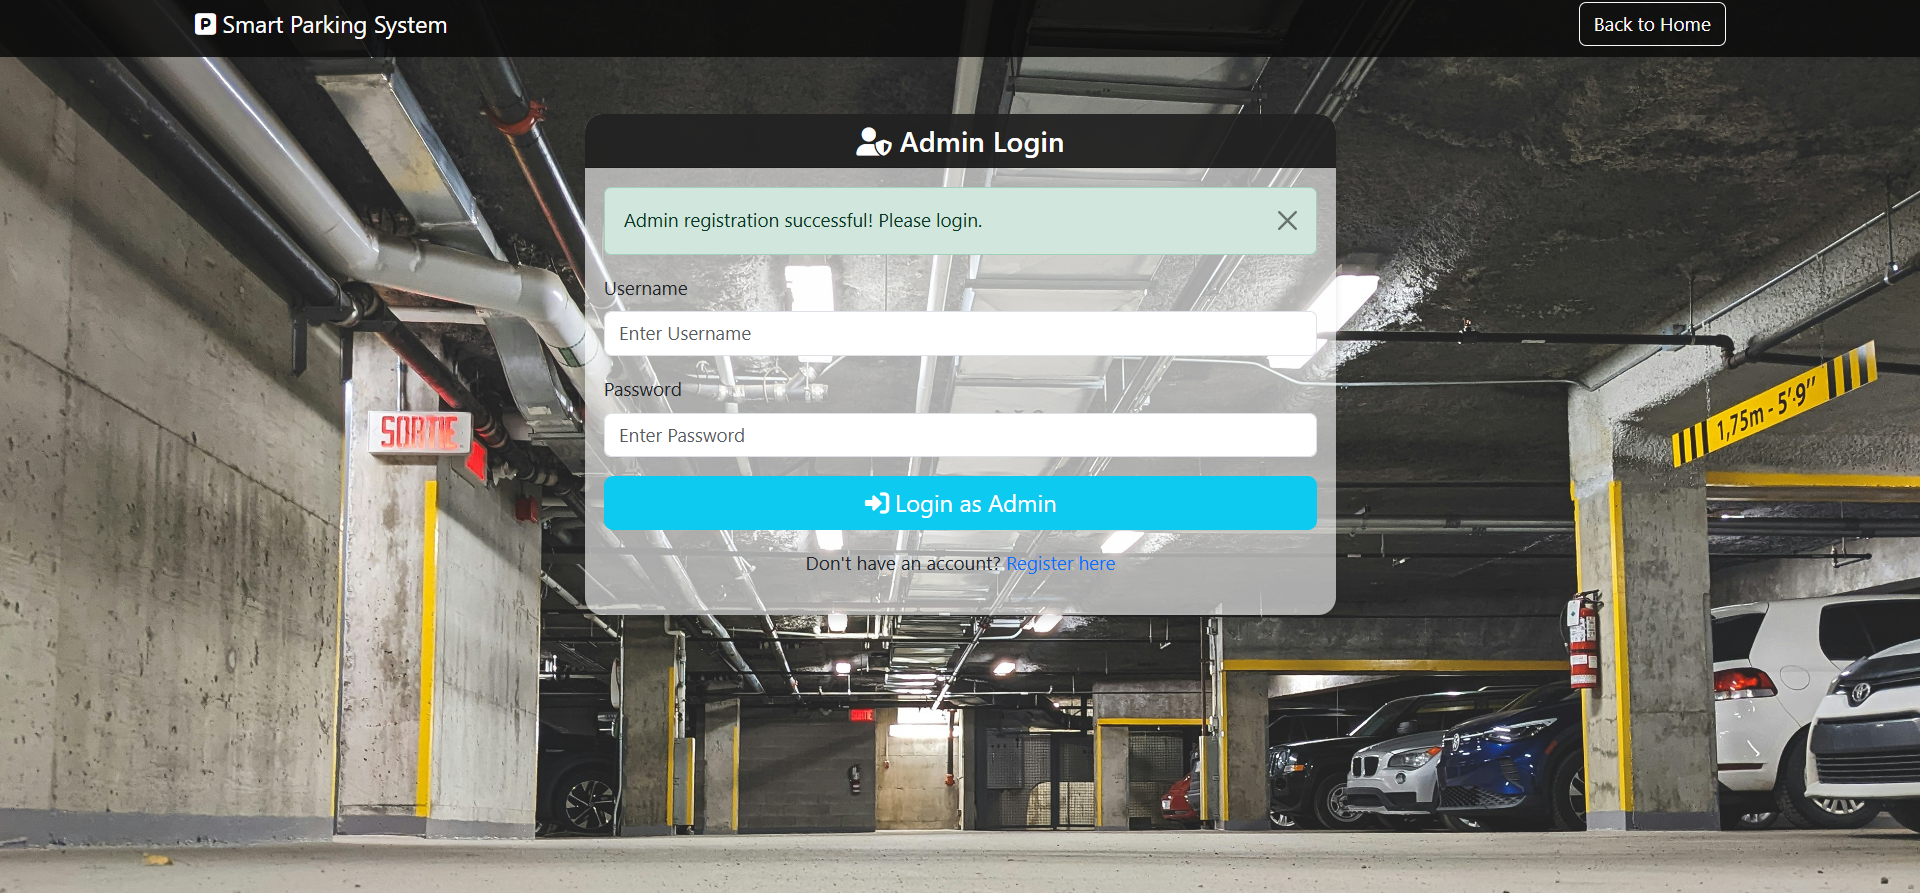 P Smart Parking System
Back to Home
Admin Login
Admin registration successful! Please login.
Username
Enter Username
Password
Enter Password
Login as Admin
Don't have an account? Register here
SORTIE
1,75m - 5'-9"
SORTIE